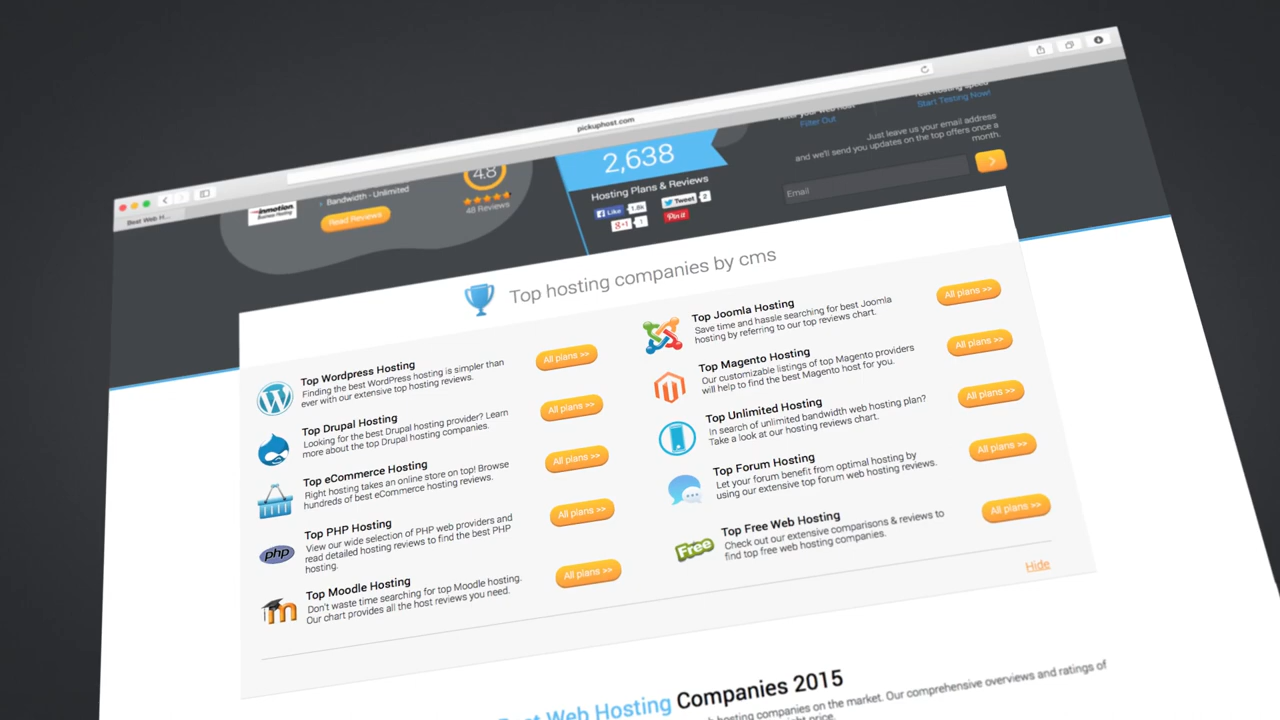 pickuphost.com
Best Web H...
inmotion
Bandwidth - Unlimited
Read Reviews
4.8
48 Reviews
2,638
Hosting Plans & Reviews
Like 1.8k
Tweet 2
g+1 1
Pin it
Filter Out
Start Testing Now!
Just leave us your email address
and we'll send you updates on the top offers once a
month.
Email
Top hosting companies by cms
Top Wordpress Hosting
Finding the best WordPress hosting is simpler than
ever with our extensive top hosting reviews.
All plans >>
Top Drupal Hosting
Looking for the best Drupal hosting provider? Learn
more about the top Drupal hosting companies.
All plans >>
Top eCommerce Hosting
Right hosting takes an online store on top! Browse
hundreds of best eCommerce hosting reviews.
All plans >>
php
Top PHP Hosting
View our wide selection of PHP web providers and
read detailed hosting reviews to find the best PHP
hosting.
All plans >>
Top Moodle Hosting
Don't waste time searching for top Moodle hosting.
Our chart provides all the host reviews you need.
All plans >>
Top Joomla Hosting
Save time and hassle searching for best Joomla
hosting by referring to our top reviews chart.
All plans >>
Top Magento Hosting
Our customizable listings of top Magento providers
will help to find the best Magento host for you.
All plans >>
Top Unlimited Hosting
In search of unlimited bandwidth web hosting plan?
Take a look at our hosting reviews chart.
All plans >>
Top Forum Hosting
Let your forum benefit from optimal hosting by
using our extensive top forum web hosting reviews.
All plans >>
Free
Top Free Web Hosting
Check out our extensive comparisons & reviews to
find top free web hosting companies.
All plans >>
Hide
Web Hosting Companies 2015
hosting companies on the market. Our comprehensive overviews and ratings of
price.